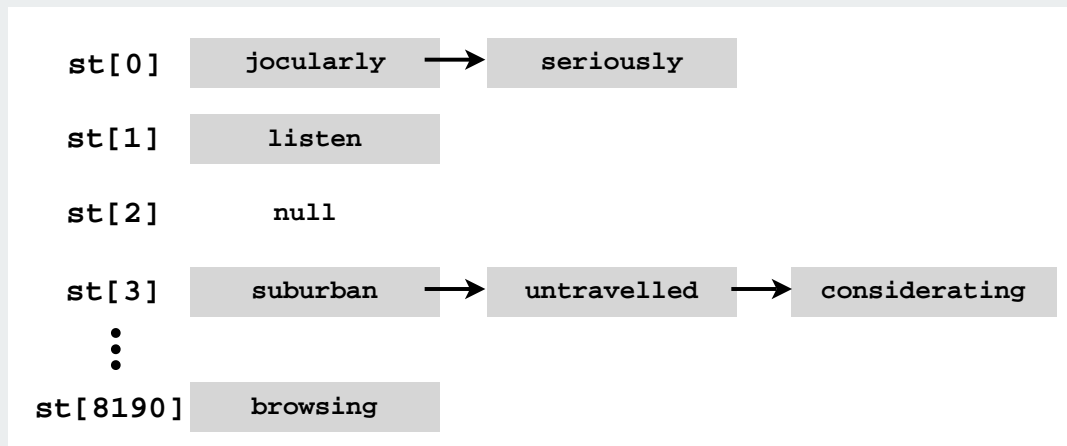 st[0] jocularly seriously
st[1] listen
st[2] null
st[3] suburban untravelled considerating
st[8190] browsing